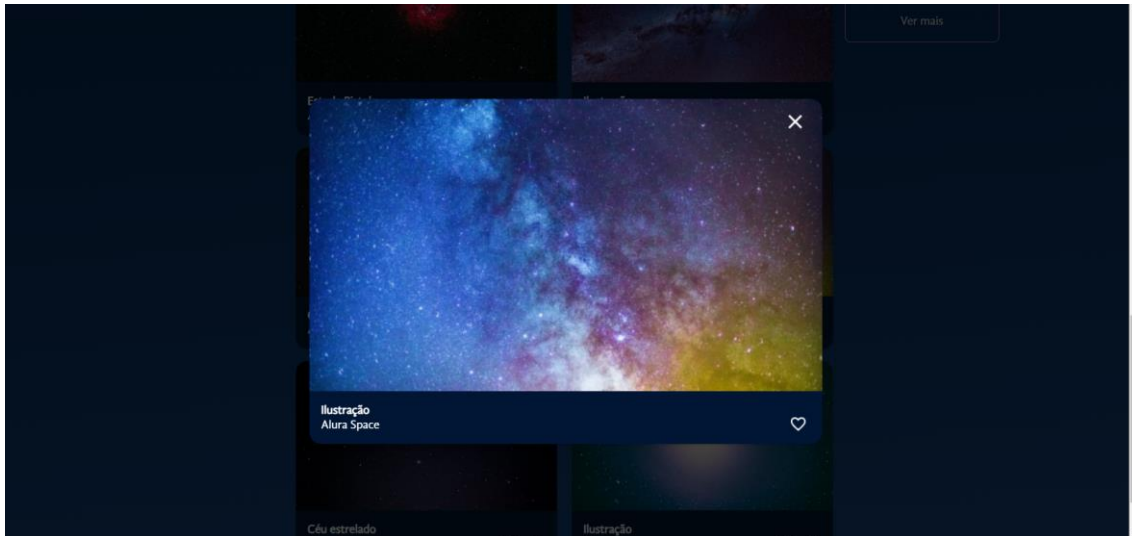 Ver mais
Ilustração
Alura Space
Céu estrelado
Ilustração